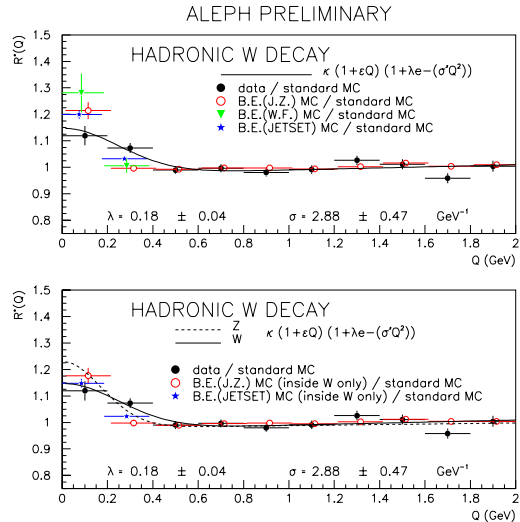 ALEPH PRELIMINARY
HADRONIC W DECAY
κ (1+εQ) (1+λe−(σ²Q²))
data / standard MC
B.E.(J.Z.) MC / standard MC
B.E.(W.F.) MC / standard MC
B.E.(JETSET) MC / standard MC
λ = 0.18 ± 0.04 σ = 2.88 ± 0.47 GeV⁻¹
R*(Q)
1.5
1.4
1.3
1.2
1.1
1
0.9
0.8
0 0.2 0.4 0.6 0.8 1 1.2 1.4 1.6 1.8 2
Q (GeV)
HADRONIC W DECAY
Z κ (1+εQ) (1+λe−(σ²Q²))
W
data / standard MC
B.E.(J.Z.) MC (inside W only) / standard MC
B.E.(JETSET) MC (inside W only) / standard MC
λ = 0.18 ± 0.04 σ = 2.88 ± 0.47 GeV⁻¹
R*(Q)
1.5
1.4
1.3
1.2
1.1
1
0.9
0.8
0 0.2 0.4 0.6 0.8 1 1.2 1.4 1.6 1.8 2
Q (GeV)